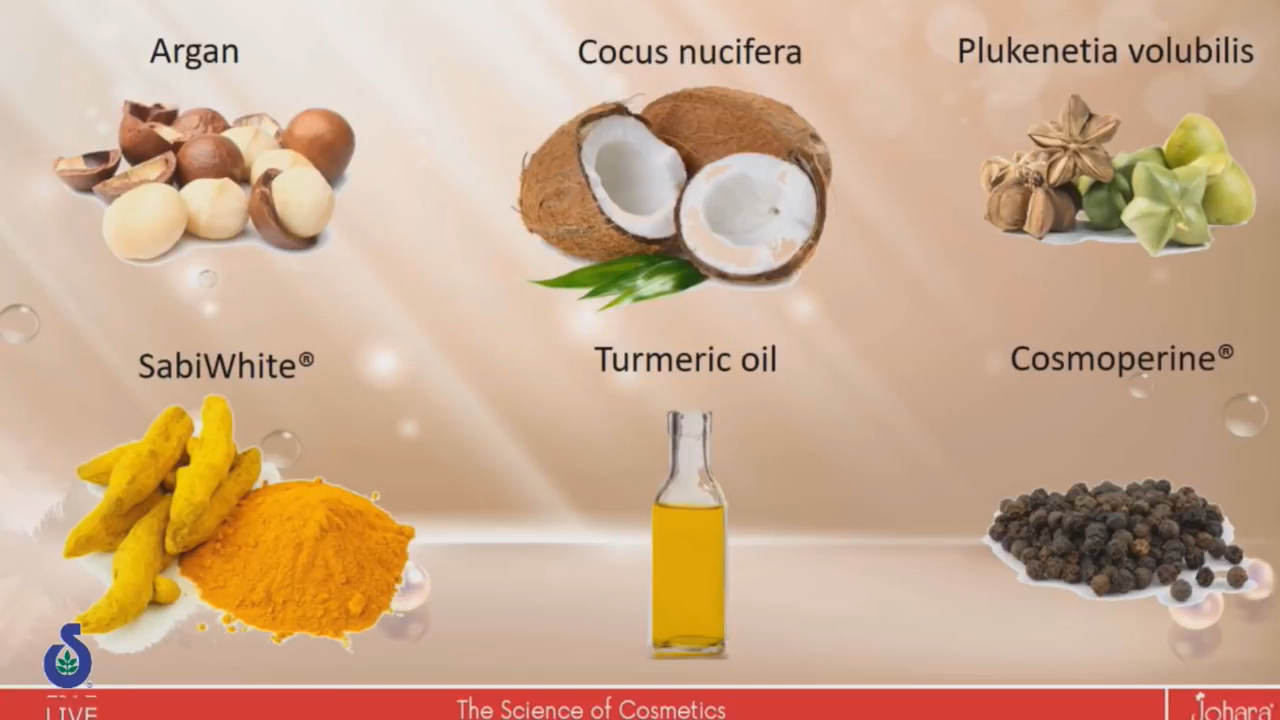 Argan
Cocus nucifera
Plukenetia volubilis
SabiWhite®
Turmeric oil
Cosmoperine®
LIVE
The Science of Cosmetics
Johara®